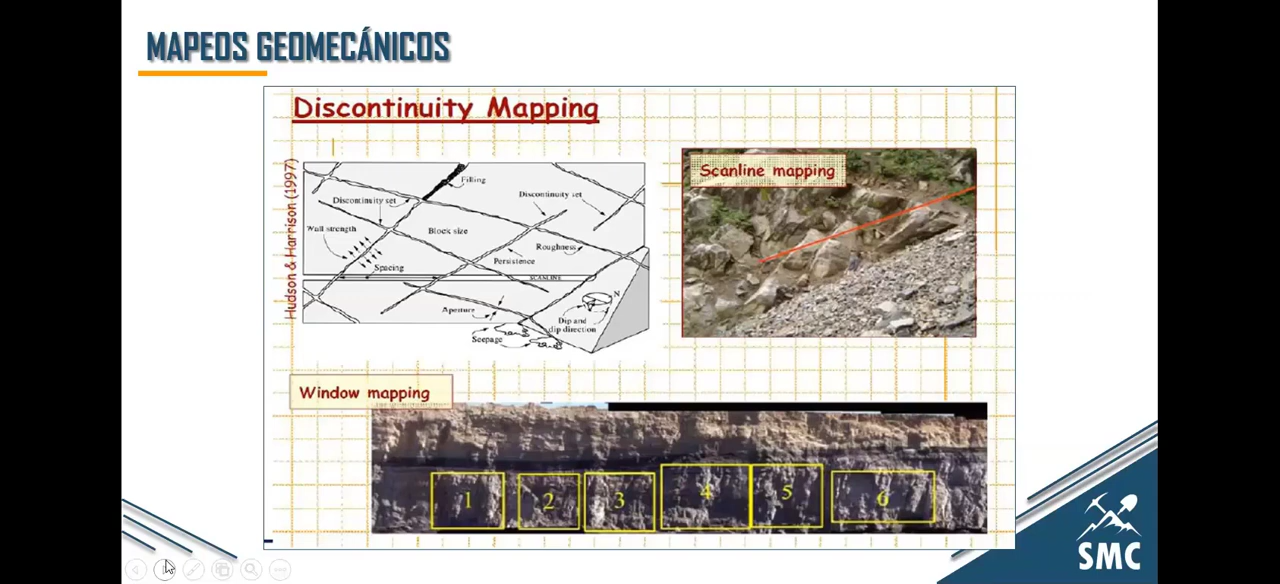 MAPEOS GEOMECÁNICOS
Discontinuity Mapping
Hudson & Harrison (1997)
Filling
Discontinuity set
Discontinuity set
Wall strength
Block size
Roughness
Persistence
Spacing
SCANLINE
N
Aperture
Dip and
dip direction
Seepage
Scanline mapping
Window mapping
1
2
3
4
5
6
SMC